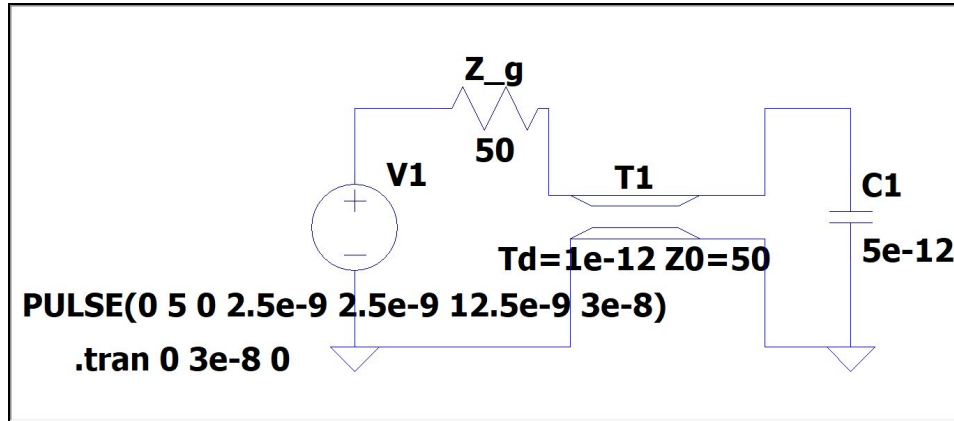 Z_g
50
V1
T1
C1
Td=1e-12 Z0=50
5e-12
PULSE(0 5 0 2.5e-9 2.5e-9 12.5e-9 3e-8)
.tran 0 3e-8 0